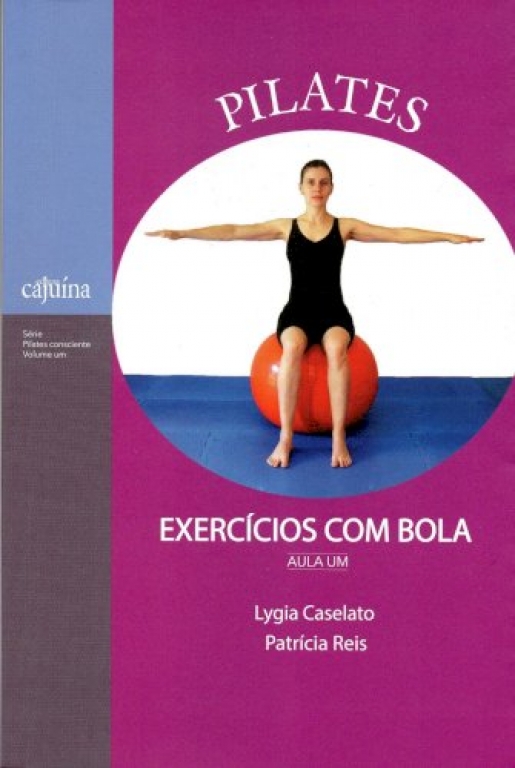 PILATES
cajuína
Série
Pilates consciente
Volume um
EXERCÍCIOS COM BOLA
AULA UM
Lygia Caselato
Patrícia Reis